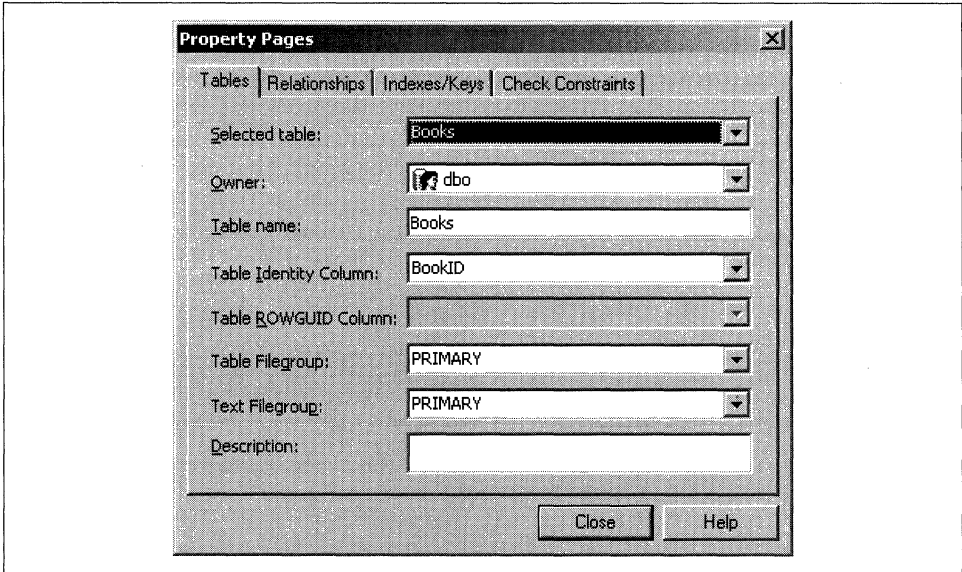 Property Pages
Tables Relationships Indexes/Keys Check Constraints
Selected table: Books
Owner: dbo
Table name: Books
Table Identity Column: BookID
Table ROWGUID Column:
Table Filegroup: PRIMARY
Text Filegroup: PRIMARY
Description:
Close Help